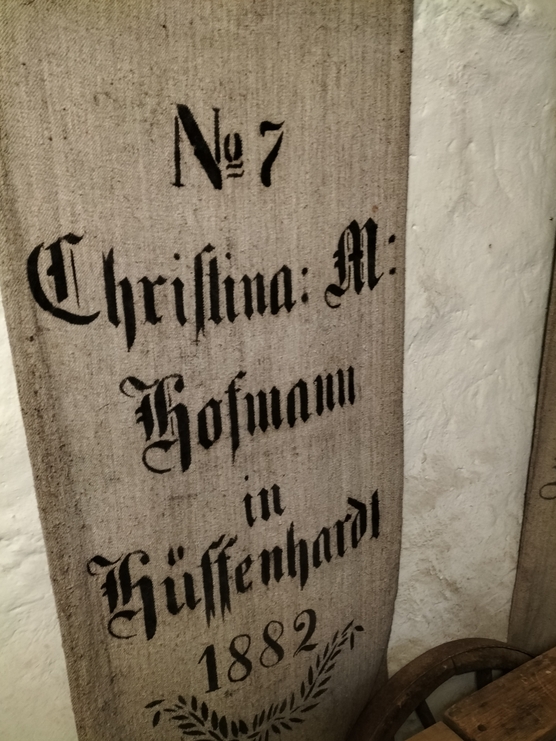 № 7
Chriſtina: M:
Hofmann
in
Hüffenhardt
1882